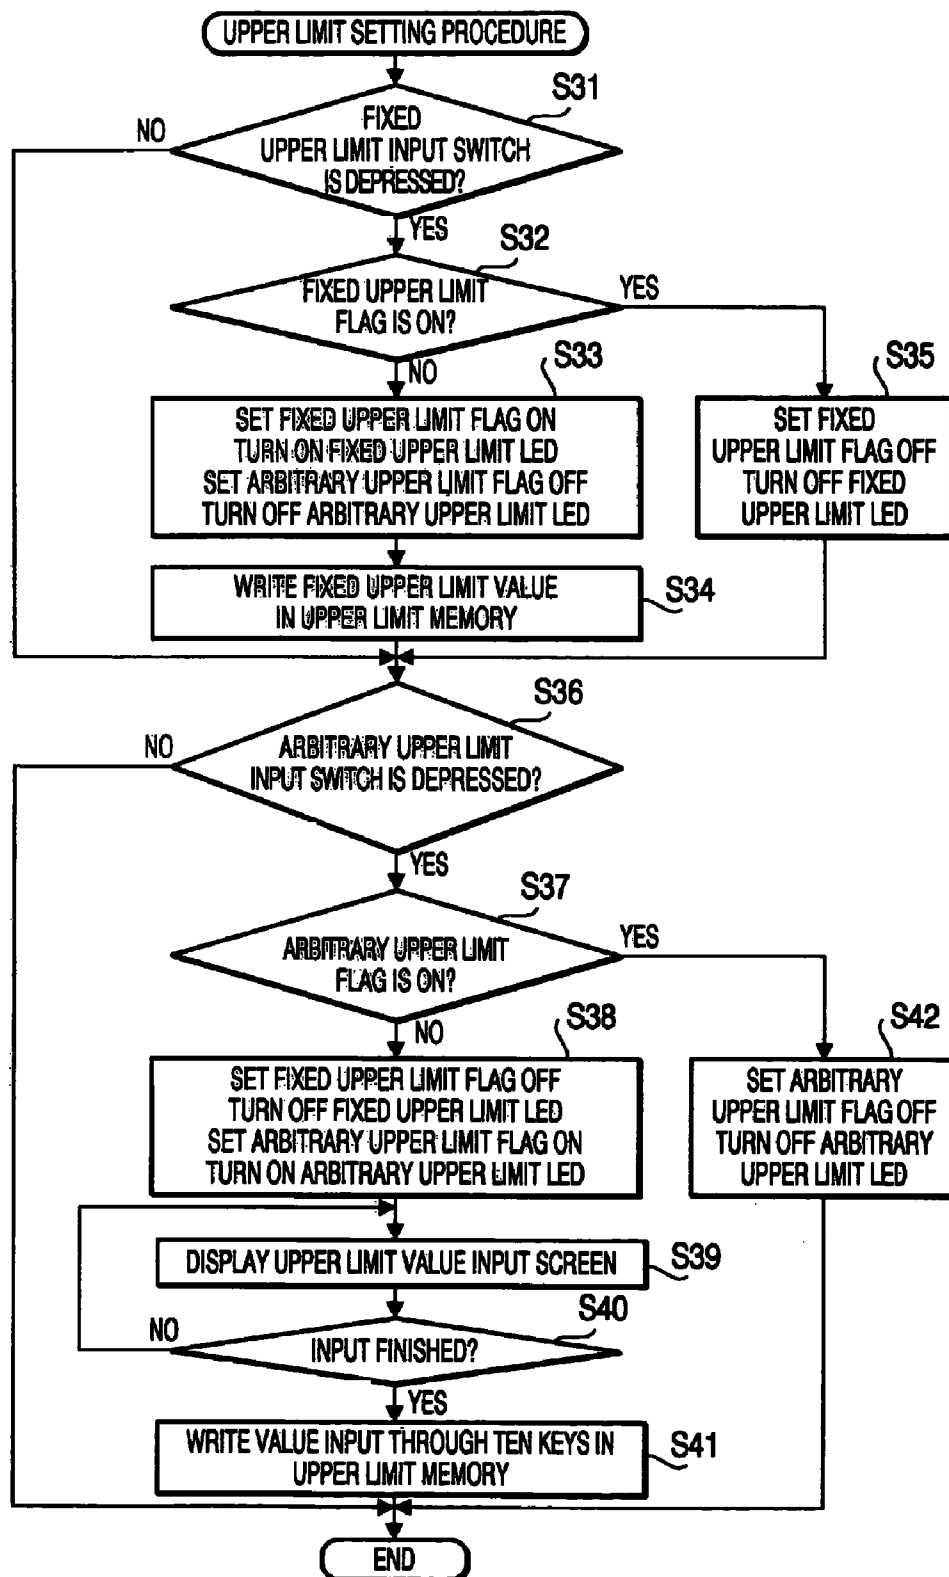 UPPER LIMIT SETTING PROCEDURE
S31
FIXED
UPPER LIMIT INPUT SWITCH
IS DEPRESSED?
NO
YES
S32
FIXED UPPER LIMIT
FLAG IS ON?
YES
NO
S33
SET FIXED UPPER LIMIT FLAG ON
TURN ON FIXED UPPER LIMIT LED
SET ARBITRARY UPPER LIMIT FLAG OFF
TURN OFF ARBITRARY UPPER LIMIT LED
S35
SET FIXED
UPPER LIMIT FLAG OFF
TURN OFF FIXED
UPPER LIMIT LED
WRITE FIXED UPPER LIMIT VALUE
IN UPPER LIMIT MEMORY
S34
S36
NO
ARBITRARY UPPER LIMIT
INPUT SWITCH IS DEPRESSED?
YES
S37
ARBITRARY UPPER LIMIT
FLAG IS ON?
YES
NO
S38
SET FIXED UPPER LIMIT FLAG OFF
TURN OFF FIXED UPPER LIMIT LED
SET ARBITRARY UPPER LIMIT FLAG ON
TURN ON ARBITRARY UPPER LIMIT LED
S42
SET ARBITRARY
UPPER LIMIT FLAG OFF
TURN OFF ARBITRARY
UPPER LIMIT LED
DISPLAY UPPER LIMIT VALUE INPUT SCREEN
S39
S40
NO
INPUT FINISHED?
YES
WRITE VALUE INPUT THROUGH TEN KEYS IN
UPPER LIMIT MEMORY
S41
END